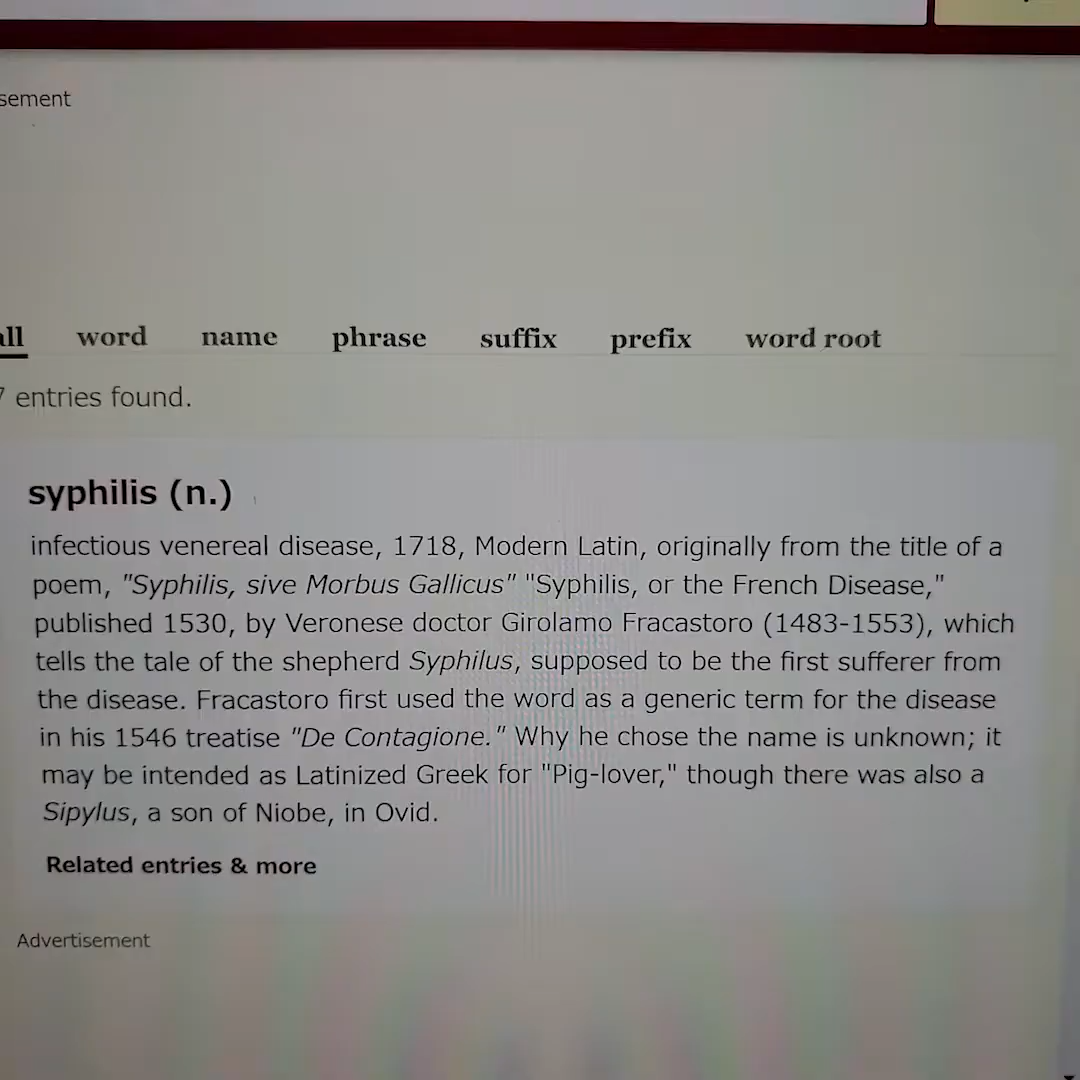 sement
all word name phrase suffix prefix word root
7 entries found.
syphilis (n.)
infectious venereal disease, 1718, Modern Latin, originally from the title of a
poem, "Syphilis, sive Morbus Gallicus" "Syphilis, or the French Disease,"
published 1530, by Veronese doctor Girolamo Fracastoro (1483-1553), which
tells the tale of the shepherd Syphilus, supposed to be the first sufferer from
the disease. Fracastoro first used the word as a generic term for the disease
in his 1546 treatise "De Contagione." Why he chose the name is unknown; it
may be intended as Latinized Greek for "Pig-lover," though there was also a
Sipylus, a son of Niobe, in Ovid.
Related entries & more
Advertisement